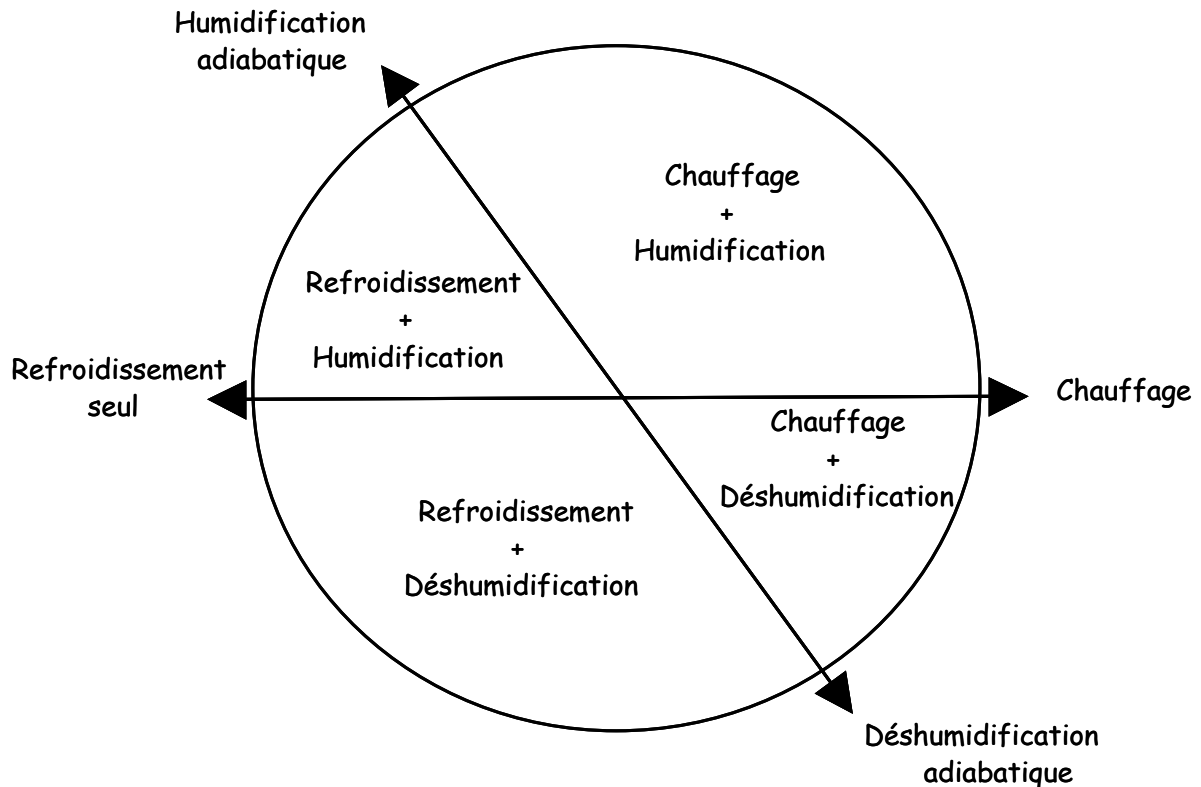 Humidification
adiabatique
Chauffage
+
Humidification
Refroidissement
+
Humidification
Refroidissement
seul
Chauffage
Chauffage
+
Déshumidification
Refroidissement
+
Déshumidification
Déshumidification
adiabatique